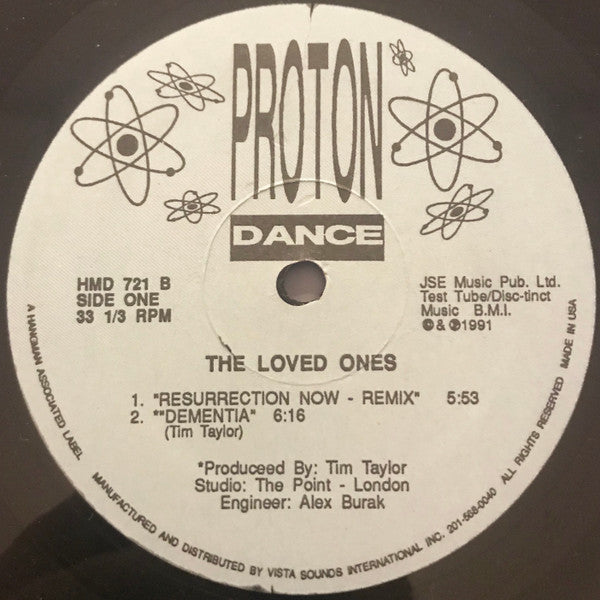 PROTON
DANCE
HMD 721 B
SIDE ONE
33 1/3 RPM
JSE Music Pub. Ltd.
Test Tube/Disc-tinct
Music B.M.I.
©&℗1991
THE LOVED ONES
1. "RESURRECTION NOW - REMIX" 5:53
2. *"DEMENTIA" 6:16
(Tim Taylor)
*Produceed By: Tim Taylor
Studio: The Point - London
Engineer: Alex Burak
A HANGMAN ASSOCIATED LABEL
MANUFACTURED AND DISTRIBUTED BY VISTA SOUNDS INTERNATIONAL INC. 201-568-0040 ALL RIGHTS RESERVED MADE IN USA